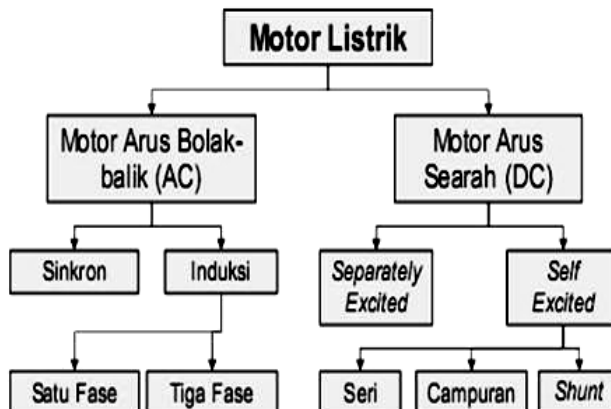 Motor Listrik
Motor Arus Bolak-
balik (AC)
Motor Arus
Searah (DC)
Sinkron
Induksi
Separately
Excited
Self
Excited
Satu Fase
Tiga Fase
Seri
Campuran
Shunt